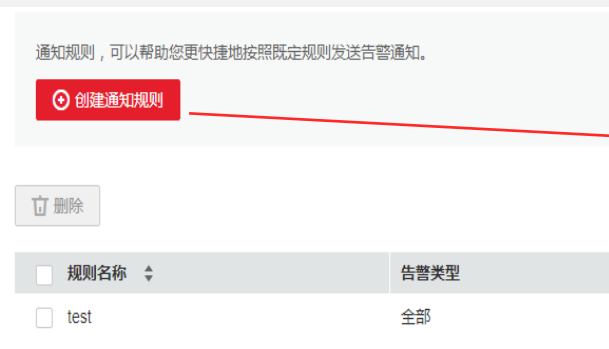 通知规则，可以帮助您更快捷地按照既定规则发送告警通知。
创建通知规则
删除
规则名称 告警类型
test 全部